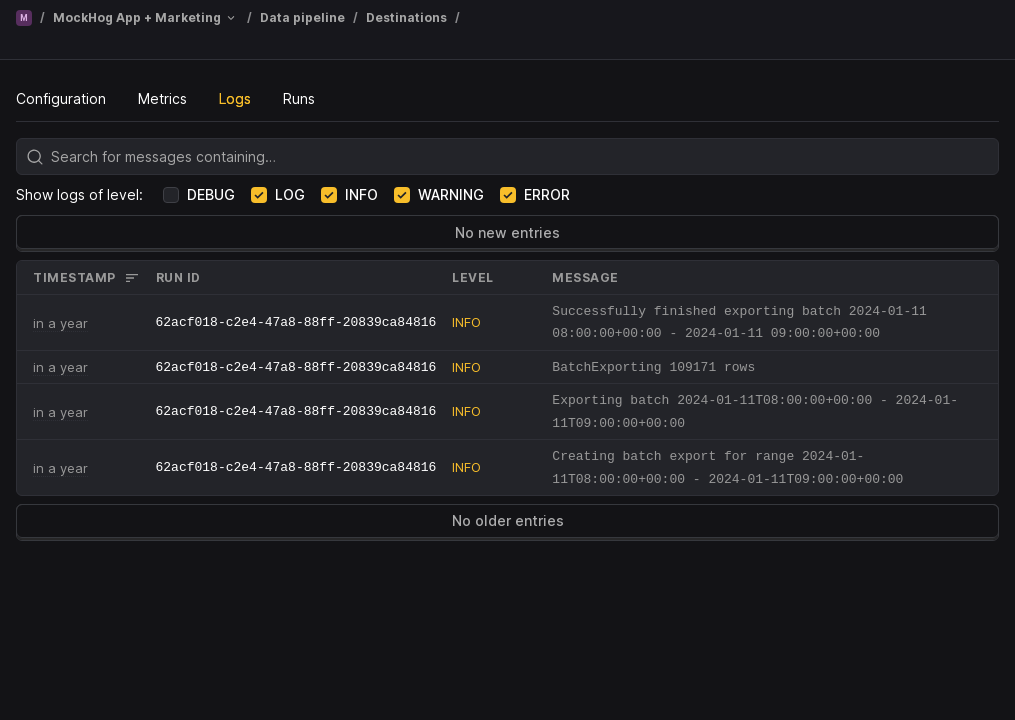 M / MockHog App + Marketing / Data pipeline / Destinations /
Configuration Metrics Logs Runs
Search for messages containing…
Show logs of level: DEBUG LOG INFO WARNING ERROR
No new entries
TIMESTAMP RUN ID LEVEL MESSAGE
in a year 62acf018-c2e4-47a8-88ff-20839ca84816 INFO Successfully finished exporting batch 2024-01-11
08:00:00+00:00 - 2024-01-11 09:00:00+00:00
in a year 62acf018-c2e4-47a8-88ff-20839ca84816 INFO BatchExporting 109171 rows
in a year 62acf018-c2e4-47a8-88ff-20839ca84816 INFO Exporting batch 2024-01-11T08:00:00+00:00 - 2024-01-
11T09:00:00+00:00
in a year 62acf018-c2e4-47a8-88ff-20839ca84816 INFO Creating batch export for range 2024-01-
11T08:00:00+00:00 - 2024-01-11T09:00:00+00:00
No older entries